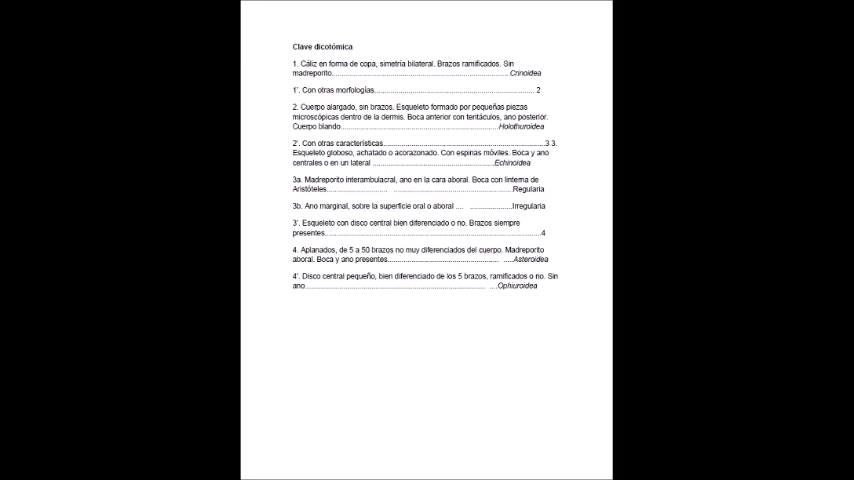 Clave dicotómica
1. Cáliz en forma de copa, simetría bilateral. Brazos ramificados. Sin
madreporito..........................................................................................Crinoidea
1'. Con otras morfologías................................................................................. 2
2. Cuerpo alargado, sin brazos. Esqueleto formado por pequeñas piezas
microscópicas dentro de la dermis. Boca anterior con tentáculos, ano posterior.
Cuerpo blando................................................................................Holothuroidea
2'. Con otras características..................................................................................3 3.
Esqueleto globoso, achatado o acorazonado. Con espinas móviles. Boca y ano
centrales o en un lateral .............................................................Echinoidea
3a. Madreporito interambulacral, ano en la cara aboral. Boca con linterna de
Aristóteles.............................. ............................................................Regularia
3b. Ano marginal, sobre la superficie oral o aboral .... .....................Irregularia
3'. Esqueleto con disco central bien diferenciado o no. Brazos siempre
presentes.............................................................................................................4
4. Aplanados, de 5 a 50 brazos no muy diferenciados del cuerpo. Madreporito
aboral. Boca y ano presentes....................................................... .....Asteroidea
4'. Disco central pequeño, bien diferenciado de los 5 brazos, ramificados o no. Sin
ano.......................................................................................... ....Ophiuroidea